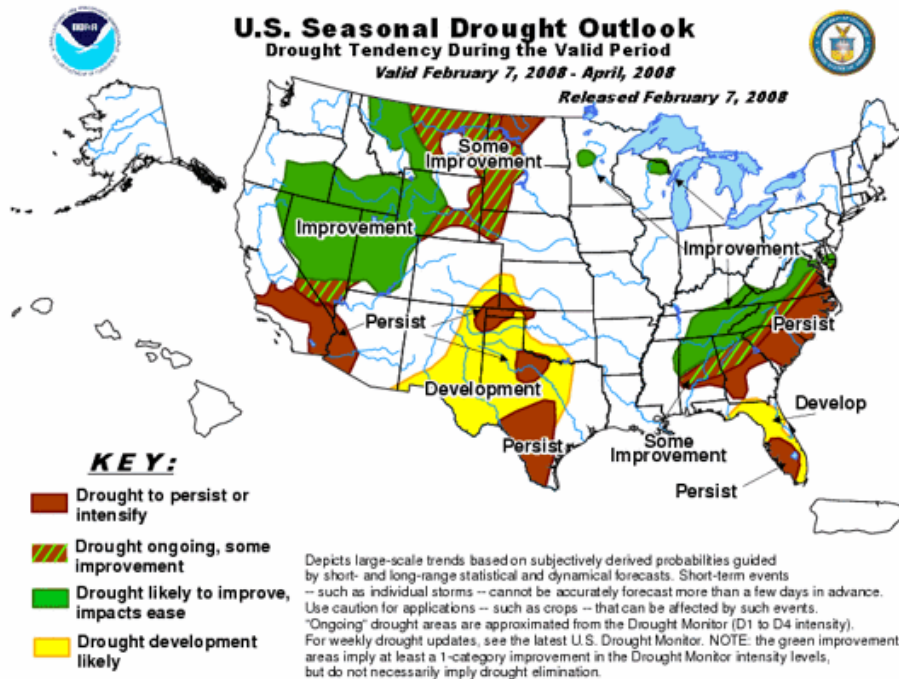 NOAA
U.S. Seasonal Drought Outlook
Drought Tendency During the Valid Period
Valid February 7, 2008 - April, 2008
Released February 7, 2008
Some
Improvement
Improvement
Improvement
Persist
Persist
Development
Develop
Persist
Some
Improvement
Persist
KEY:
Drought to persist or
intensify
Drought ongoing, some
improvement
Drought likely to improve,
impacts ease
Drought development
likely
Depicts large-scale trends based on subjectively derived probabilities guided
by short- and long-range statistical and dynamical forecasts. Short-term events
-- such as individual storms -- cannot be accurately forecast more than a few days in advance.
Use caution for applications -- such as crops -- that can be affected by such events.
"Ongoing" drought areas are approximated from the Drought Monitor (D1 to D4 intensity).
For weekly drought updates, see the latest U.S. Drought Monitor. NOTE: the green improvement
areas imply at least a 1-category improvement in the Drought Monitor intensity levels,
but do not necessarily imply drought elimination.